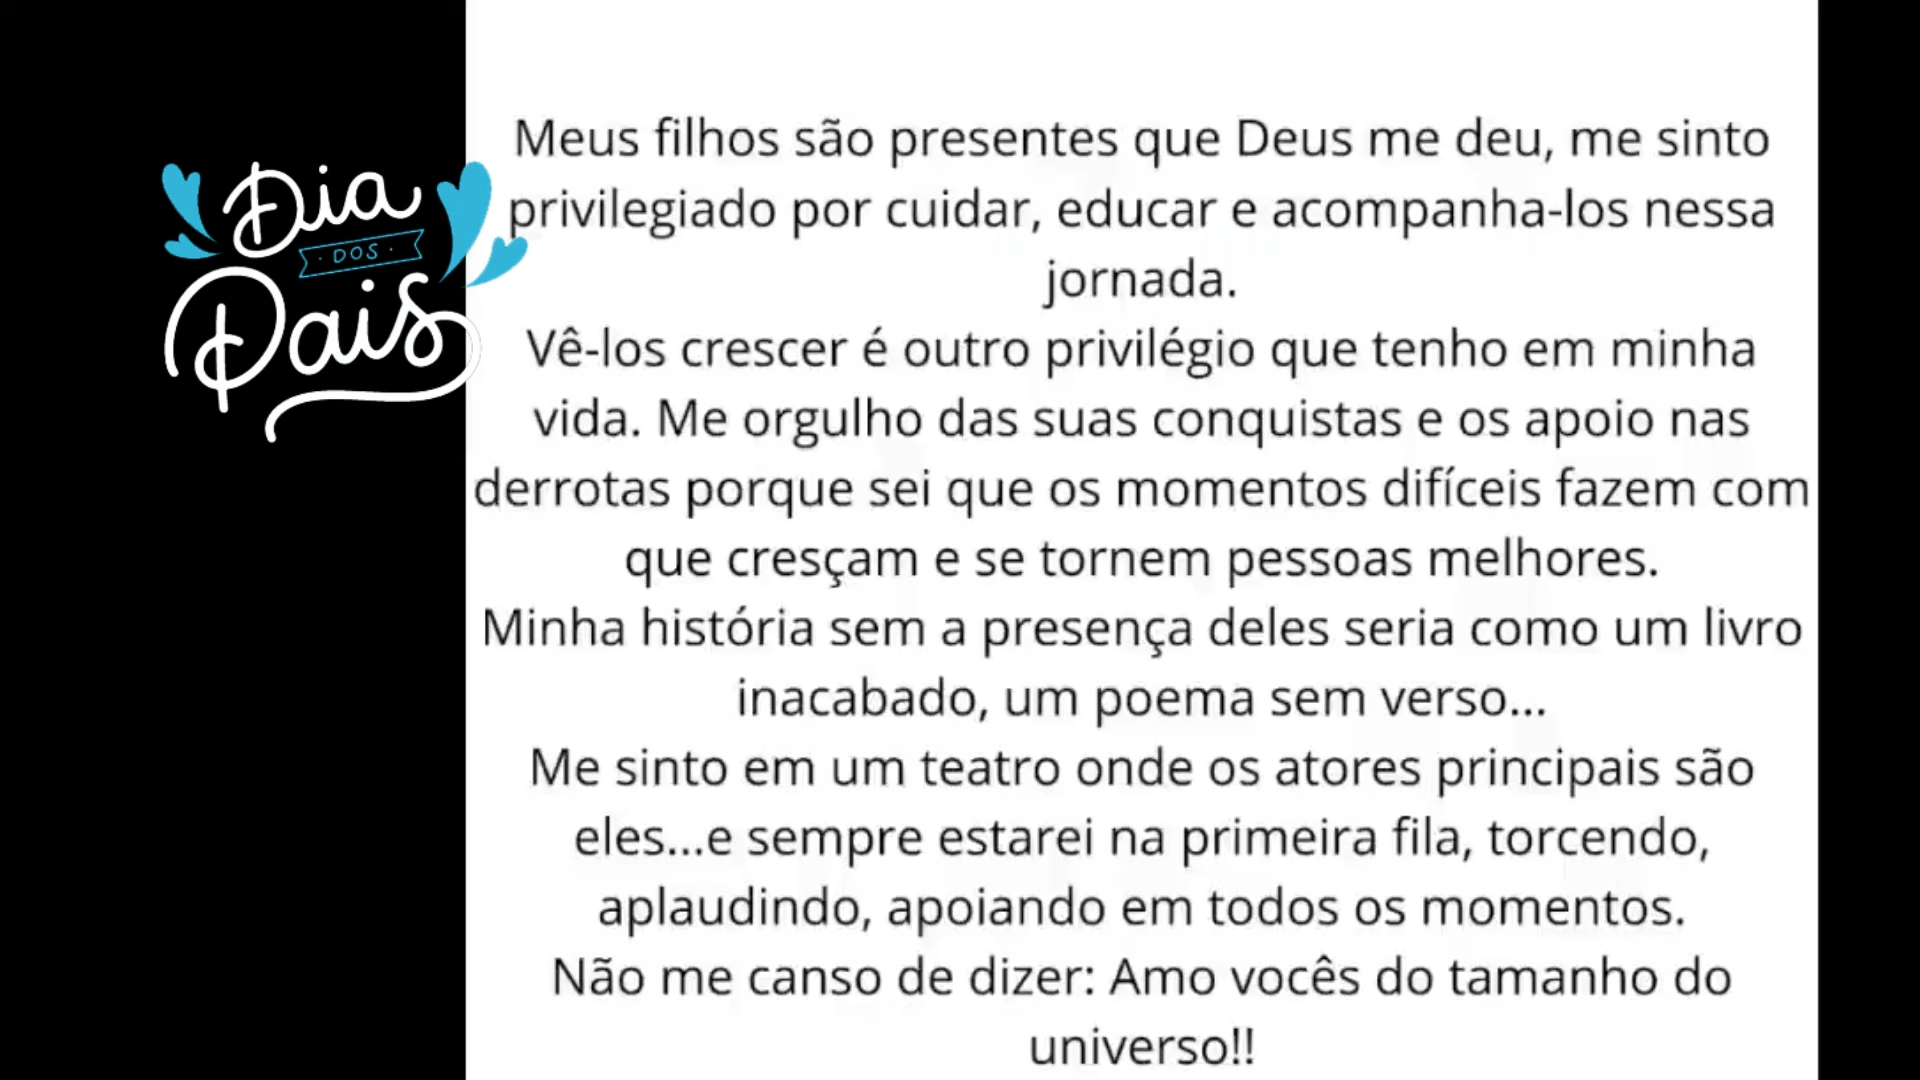 Dia
DOS
Pais
Meus filhos são presentes que Deus me deu, me sinto
privilegiado por cuidar, educar e acompanha-los nessa
jornada.
Vê-los crescer é outro privilégio que tenho em minha
vida. Me orgulho das suas conquistas e os apoio nas
derrotas porque sei que os momentos difíceis fazem com
que cresçam e se tornem pessoas melhores.
Minha história sem a presença deles seria como um livro
inacabado, um poema sem verso...
Me sinto em um teatro onde os atores principais são
eles...e sempre estarei na primeira fila, torcendo,
aplaudindo, apoiando em todos os momentos.
Não me canso de dizer: Amo vocês do tamanho do
universo!!